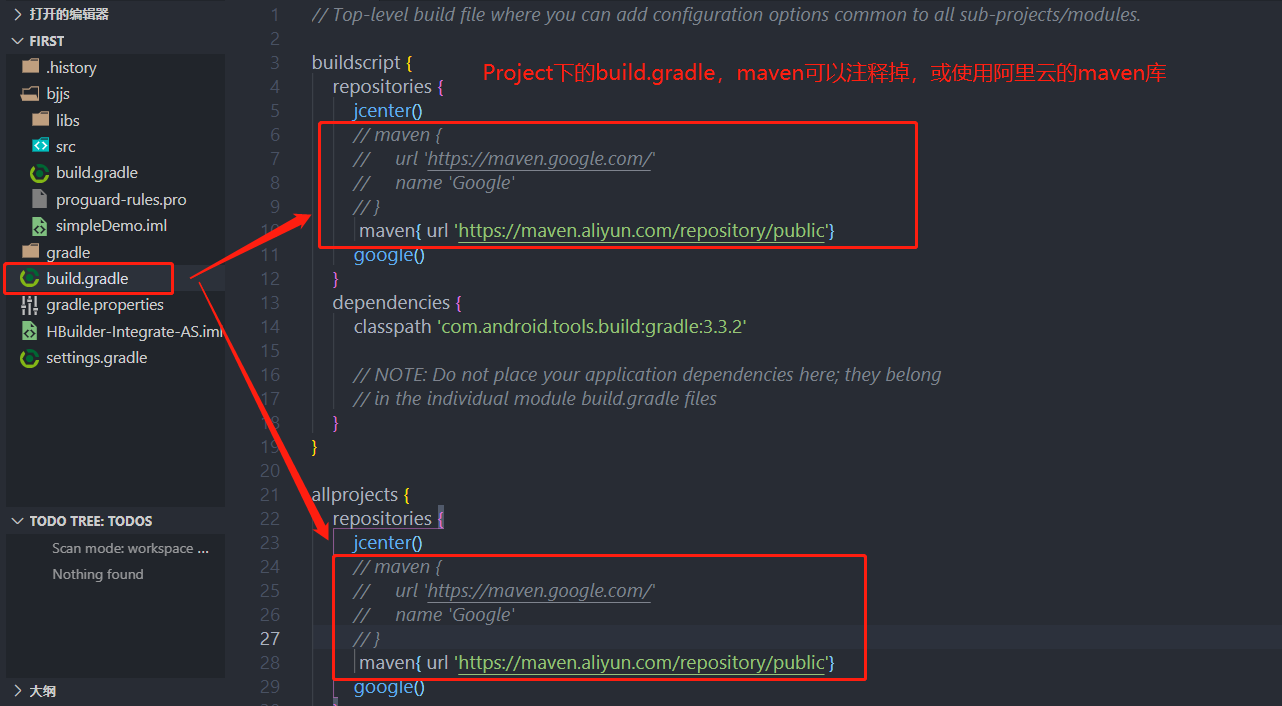 打开的编辑器
FIRST
.history
bjjs
libs
src
build.gradle
proguard-rules.pro
simpleDemo.iml
gradle
build.gradle
gradle.properties
HBuilder-Integrate-AS.iml
settings.gradle
TODO TREE: TODOS
Scan mode: workspace ...
Nothing found
大纲
Project下的build.gradle，maven可以注释掉，或使用阿里云的maven库
1 // Top-level build file where you can add configuration options common to all sub-projects/modules.
2
3 buildscript {
4 repositories {
5 jcenter()
6 // maven {
7 // url 'https://maven.google.com/'
8 // name 'Google'
9 // }
10 maven{ url 'https://maven.aliyun.com/repository/public'}
11 google()
12 }
13 dependencies {
14 classpath 'com.android.tools.build:gradle:3.3.2'
15
16 // NOTE: Do not place your application dependencies here; they belong
17 // in the individual module build.gradle files
18 }
19 }
20
21 allprojects {
22 repositories {
23 jcenter()
24 // maven {
25 // url 'https://maven.google.com/'
26 // name 'Google'
27 // }
28 maven{ url 'https://maven.aliyun.com/repository/public'}
29 google()